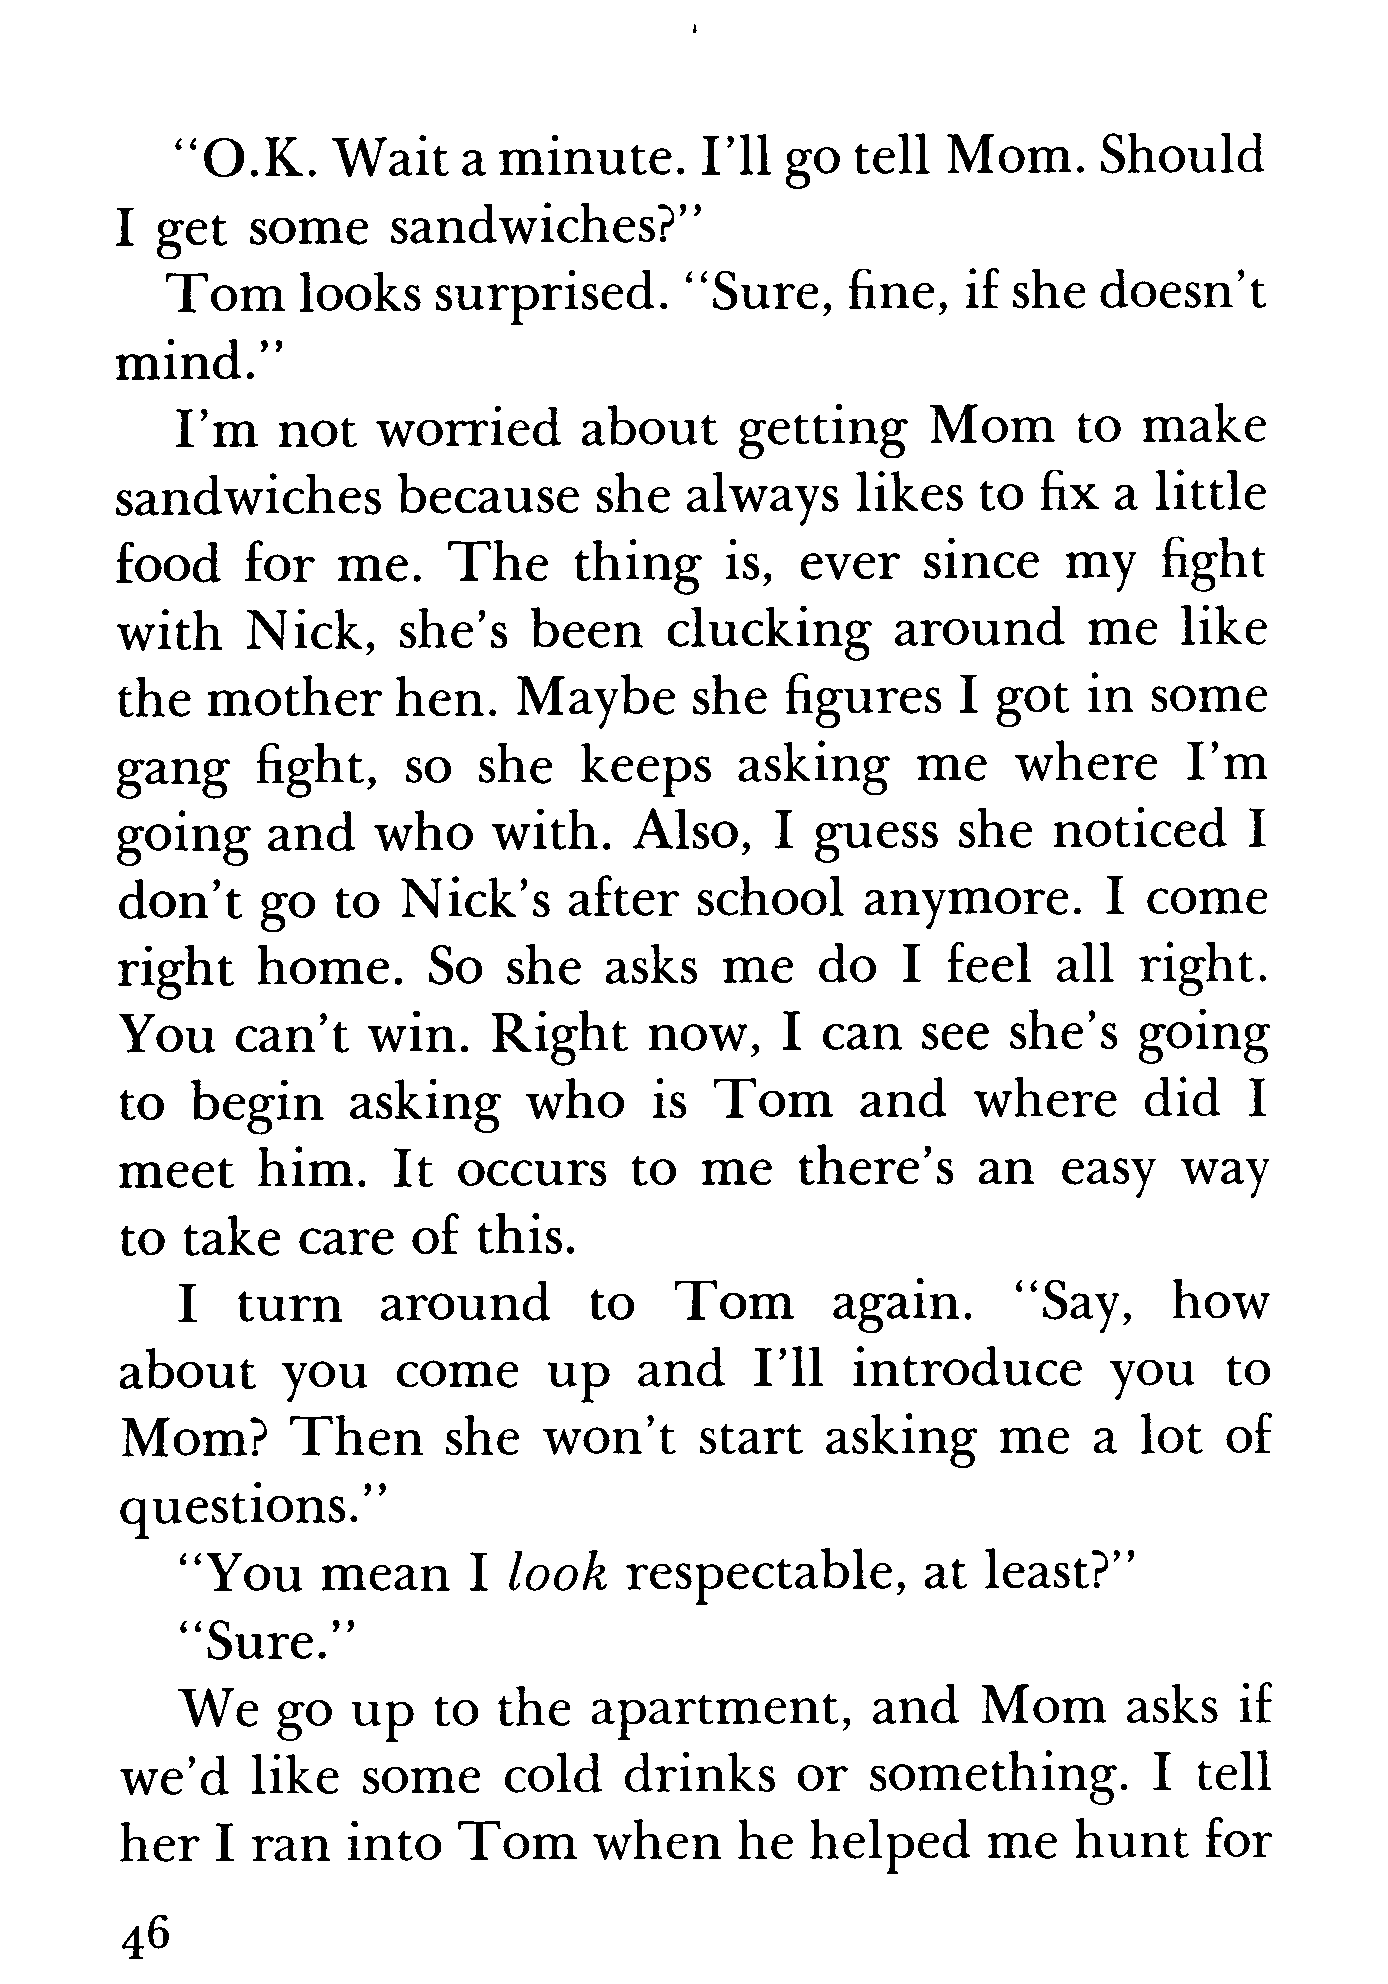 “O.K. Wait a minute. I’ll go tell Mom. Should
I get some sandwiches?”
Tom looks surprised. “Sure, fine, if she doesn’t
mind.”
I’m not worried about getting Mom to make
sandwiches because she always likes to fix a little
food for me. The thing is, ever since my fight
with Nick, she’s been clucking around me like
the mother hen. Maybe she figures I got in some
gang fight, so she keeps asking me where I’m
going and who with. Also, I guess she noticed I
don’t go to Nick’s after school anymore. I come
right home. So she asks me do I feel all right.
You can’t win. Right now, I can see she’s going
to begin asking who is Tom and where did I
meet him. It occurs to me there’s an easy way
to take care of this.
I turn around to Tom again. “Say, how
about you come up and I’ll introduce you to
Mom? Then she won’t start asking me a lot of
questions.”
“You mean I look respectable, at least?”
“Sure.”
We go up to the apartment, and Mom asks if
we’d like some cold drinks or something. I tell
her I ran into Tom when he helped me hunt for
46